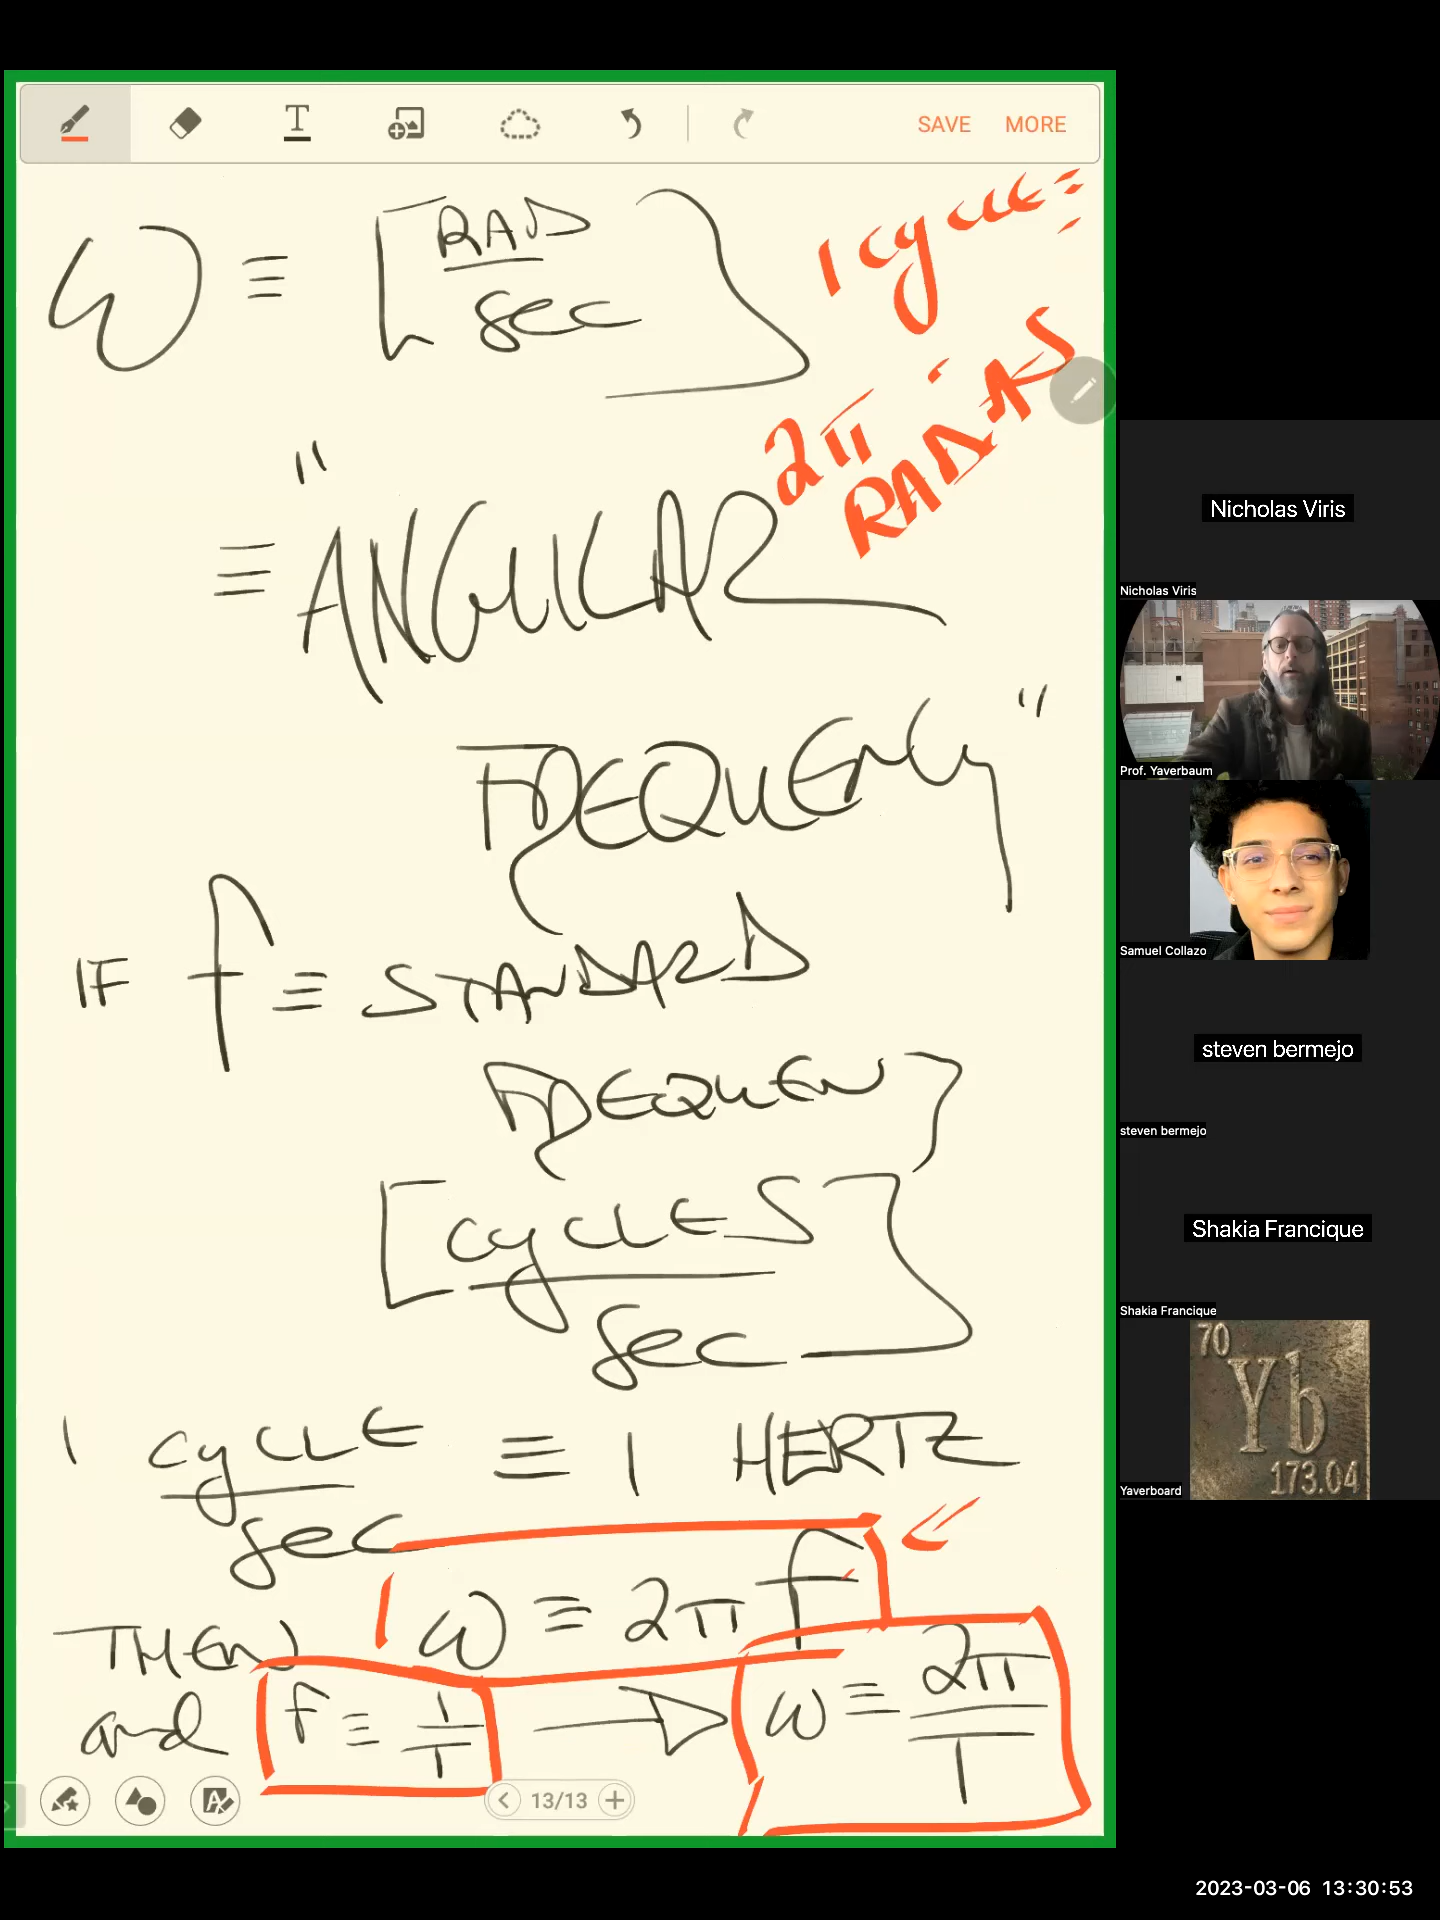 SAVE MORE
ω ≡ [RAD
sec]
1 cycle =
2π
RADIANS
≡ "ANGULAR
FREQUENCY"
IF f ≡ STANDARD
FREQUEN
[cycles
sec]
1 cycle ≡ 1 HERTZ
sec
THEN ω ≡ 2π f
and f ≡ 1
T
ω ≡ 2π
T
13/13
Nicholas Viris
Nicholas Viris
Prof. Yaverbaum
Samuel Collazo
steven bermejo
steven bermejo
Shakia Francique
Shakia Francique
70
Yb
173.04
Yaverboard
2023-03-06 13:30:53